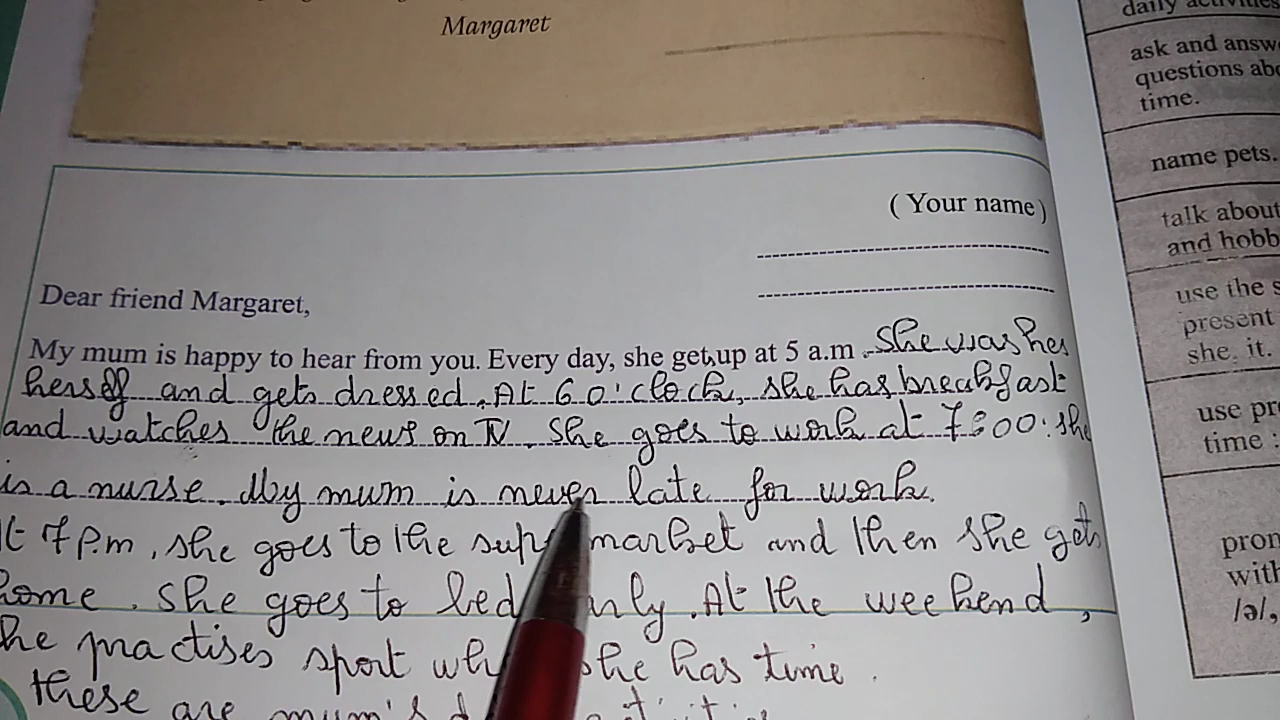 Margaret
daily activities
ask and answ
questions ab
time.
name pets.
talk about
and hobb
use the s
present
she, it.
use pr
time :
pron
with
/əl/,
( Your name )
Dear friend Margaret,
My mum is happy to hear from you. Every day, she get up at 5 a.m. She washes
herself and gets dressed. At 6 o'clock, she has breakfast
and watches the news on TV. She goes to work at 7:00. she
is a nurse. My mum is never late for work.
At 7 p.m, she goes to the supermarket and then she gets
home. She goes to bed early. At the weekend,
she practises sport when she has time.
these are mum's